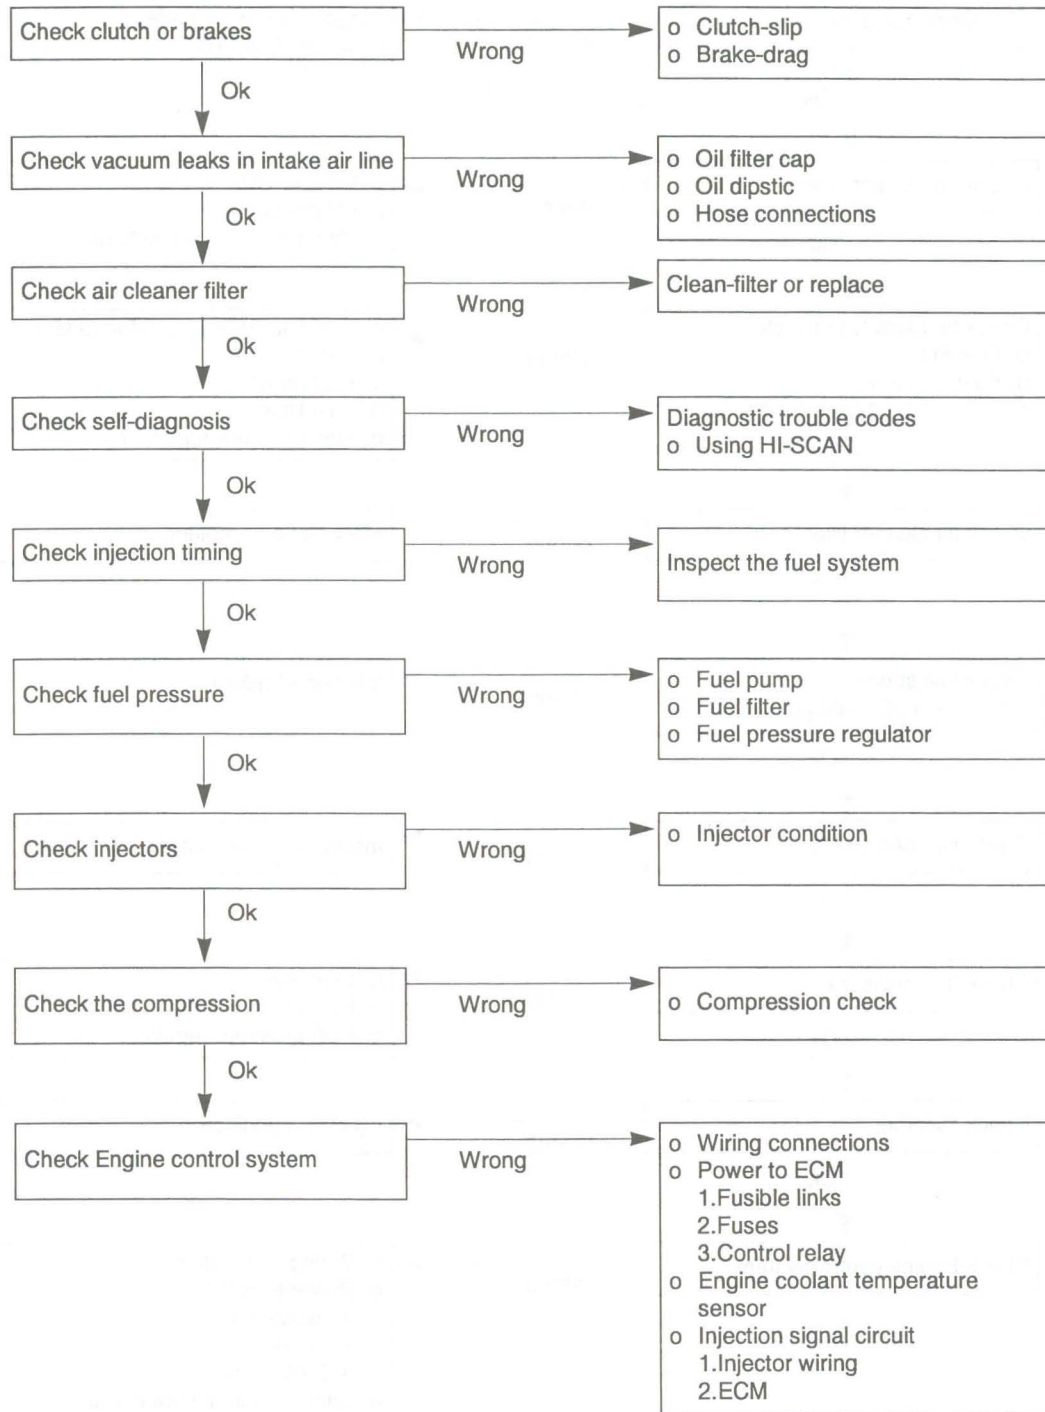 Check clutch or brakes
Wrong
o Clutch-slip
o Brake-drag
Ok
Check vacuum leaks in intake air line
Wrong
o Oil filter cap
o Oil dipstic
o Hose connections
Ok
Check air cleaner filter
Wrong
Clean-filter or replace
Ok
Check self-diagnosis
Wrong
Diagnostic trouble codes
o Using HI-SCAN
Ok
Check injection timing
Wrong
Inspect the fuel system
Ok
Check fuel pressure
Wrong
o Fuel pump
o Fuel filter
o Fuel pressure regulator
Ok
Check injectors
Wrong
o Injector condition
Ok
Check the compression
Wrong
o Compression check
Ok
Check Engine control system
Wrong
o Wiring connections
o Power to ECM
1.Fusible links
2.Fuses
3.Control relay
o Engine coolant temperature
sensor
o Injection signal circuit
1.Injector wiring
2.ECM